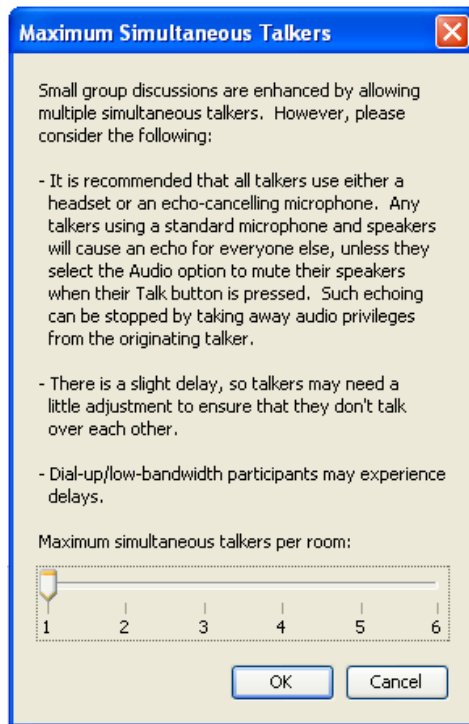 Maximum Simultaneous Talkers
Small group discussions are enhanced by allowing
multiple simultaneous talkers.  However, please
consider the following:
- It is recommended that all talkers use either a
headset or an echo-cancelling microphone.  Any
talkers using a standard microphone and speakers
will cause an echo for everyone else, unless they
select the Audio option to mute their speakers
when their Talk button is pressed.  Such echoing
can be stopped by taking away audio privileges
from the originating talker.
- There is a slight delay, so talkers may need a
little adjustment to ensure that they don't talk
over each other.
- Dial-up/low-bandwidth participants may experience
delays.
Maximum simultaneous talkers per room:
1 2 3 4 5 6
OK Cancel